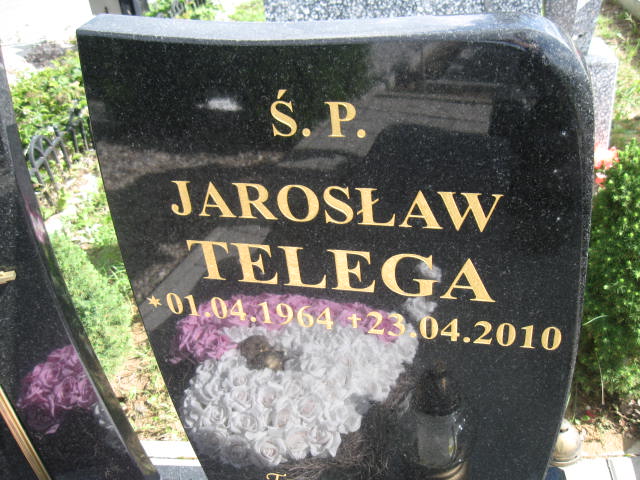 Ś. P.
JAROSŁAW
TELEGA
*01.04.1964 +23.04.2010